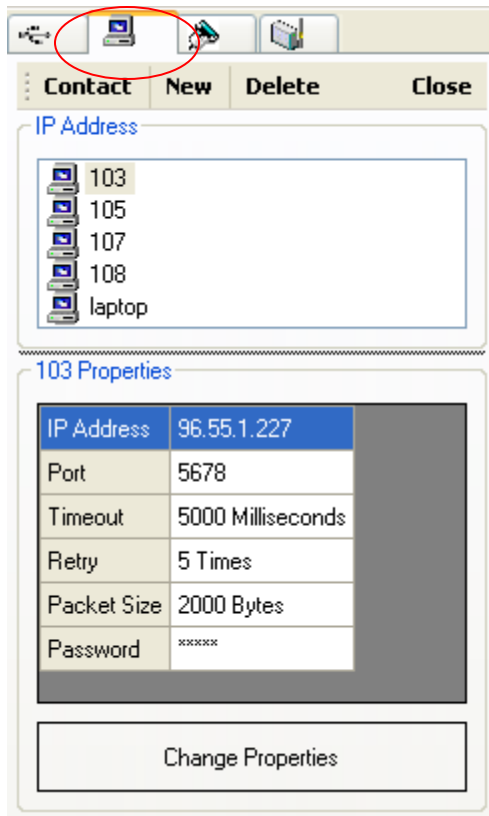 Contact New Delete Close
IP Address
103
105
107
108
laptop
103 Properties
IP Address 96.55.1.227
Port 5678
Timeout 5000 Milliseconds
Retry 5 Times
Packet Size 2000 Bytes
Password *****
Change Properties